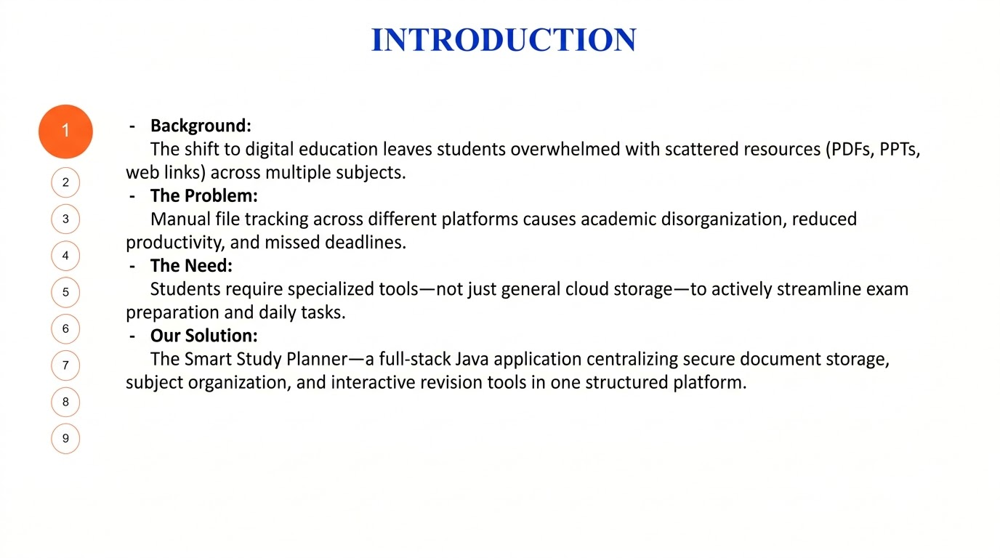 INTRODUCTION
1
2
3
4
5
6
7
8
9
- Background:
The shift to digital education leaves students overwhelmed with scattered resources (PDFs, PPTs,
web links) across multiple subjects.
- The Problem:
Manual file tracking across different platforms causes academic disorganization, reduced
productivity, and missed deadlines.
- The Need:
Students require specialized tools—not just general cloud storage—to actively streamline exam
preparation and daily tasks.
- Our Solution:
The Smart Study Planner—a full-stack Java application centralizing secure document storage,
subject organization, and interactive revision tools in one structured platform.